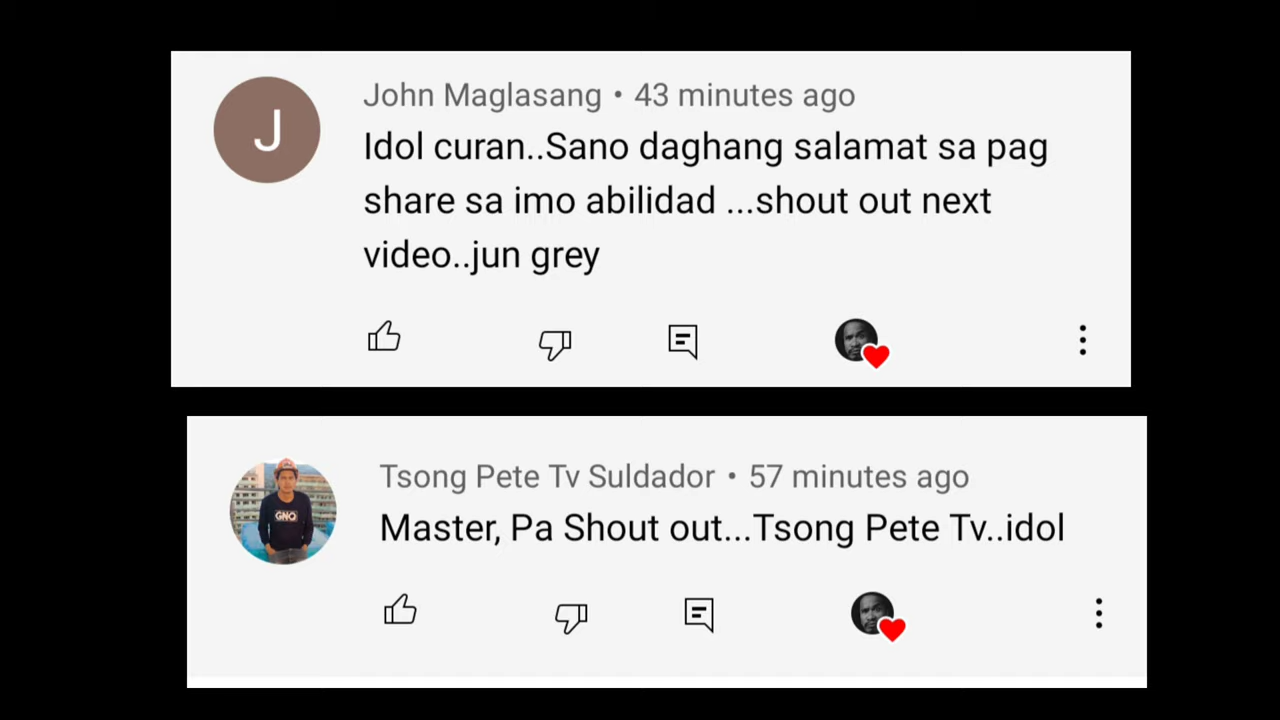 J
John Maglasang • 43 minutes ago
Idol curan..Sano daghang salamat sa pag
share sa imo abilidad ...shout out next
video..jun grey
Tsong Pete Tv Suldador • 57 minutes ago
GNO
Master, Pa Shout out...Tsong Pete Tv..idol